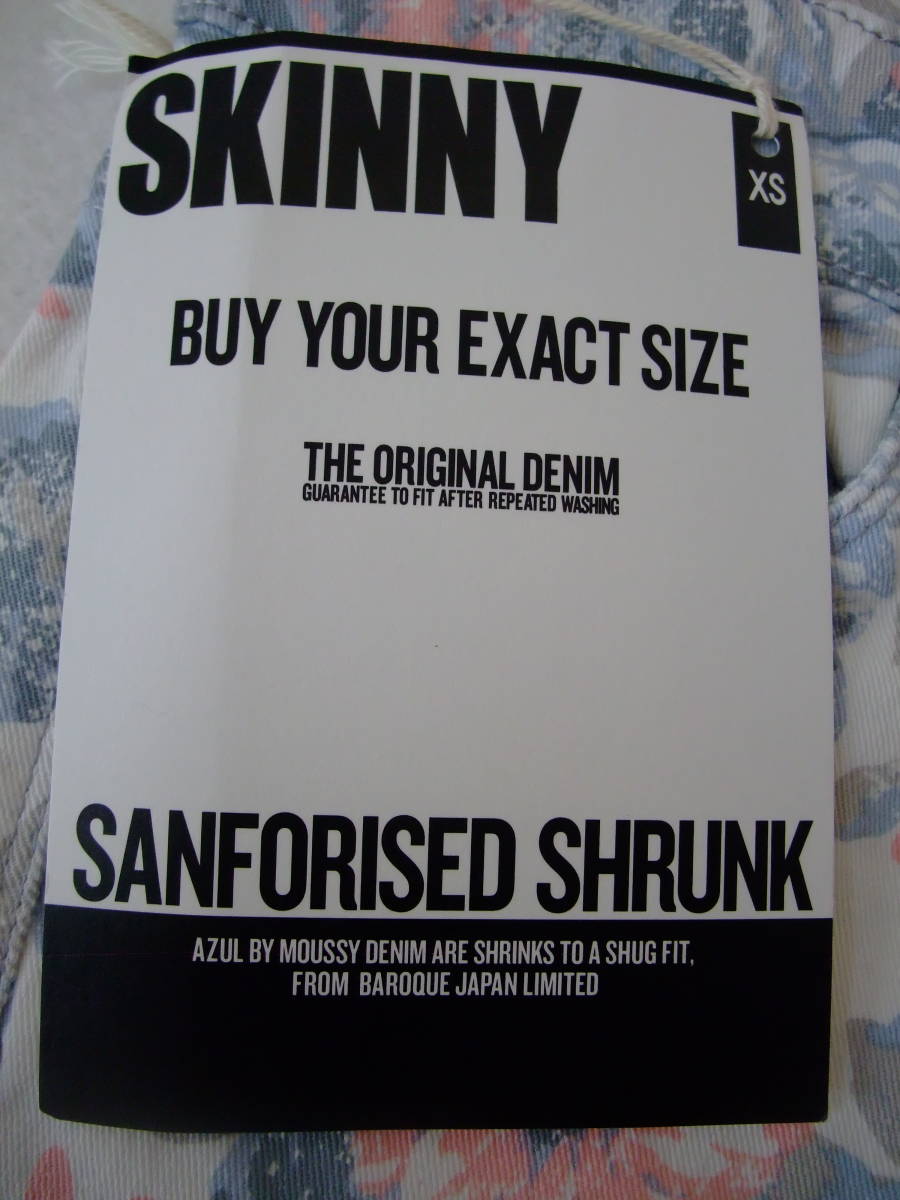 SKINNY
XS
BUY YOUR EXACT SIZE
THE ORIGINAL DENIM
GUARANTEE TO FIT AFTER REPEATED WASHING
SANFORISED SHRUNK
AZUL BY MOUSSY DENIM ARE SHRINKS TO A SHUG FIT,
FROM BAROQUE JAPAN LIMITED